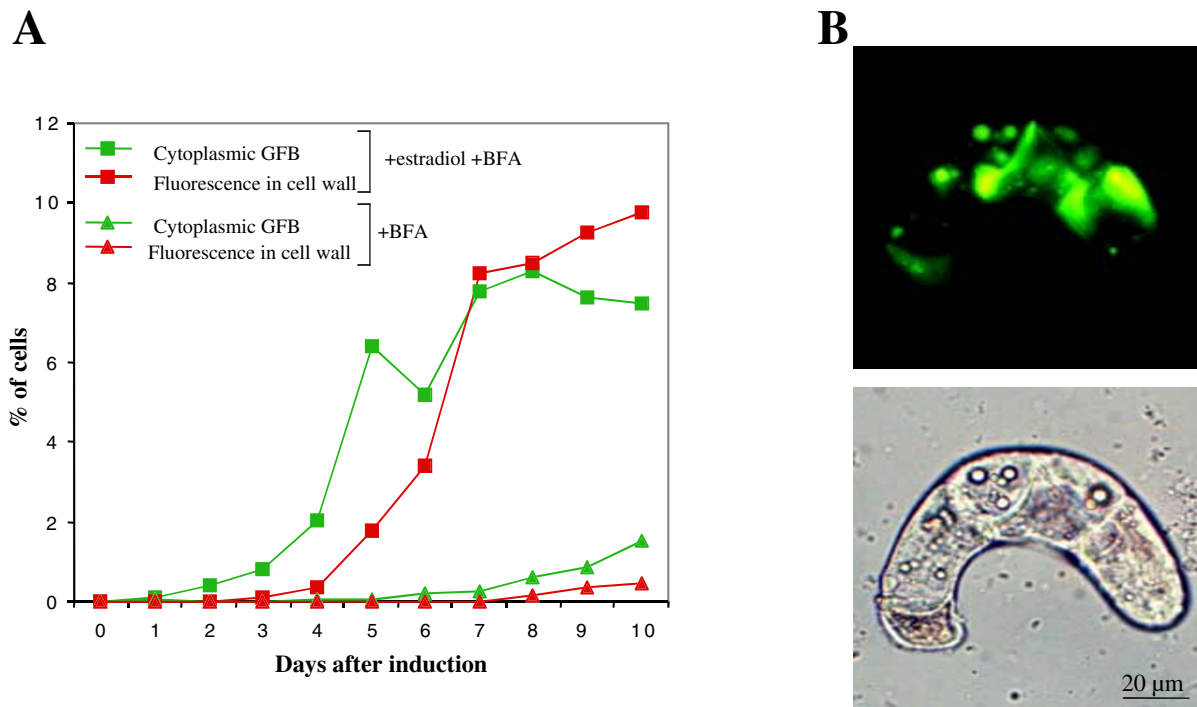 A
B
12
10
8
6
4
2
0
% of cells
Cytoplasmic GFB
Fluorescence in cell wall
+estradiol +BFA
Cytoplasmic GFB
Fluorescence in cell wall
+BFA
0 1 2 3 4 5 6 7 8 9 10
Days after induction
20 µm